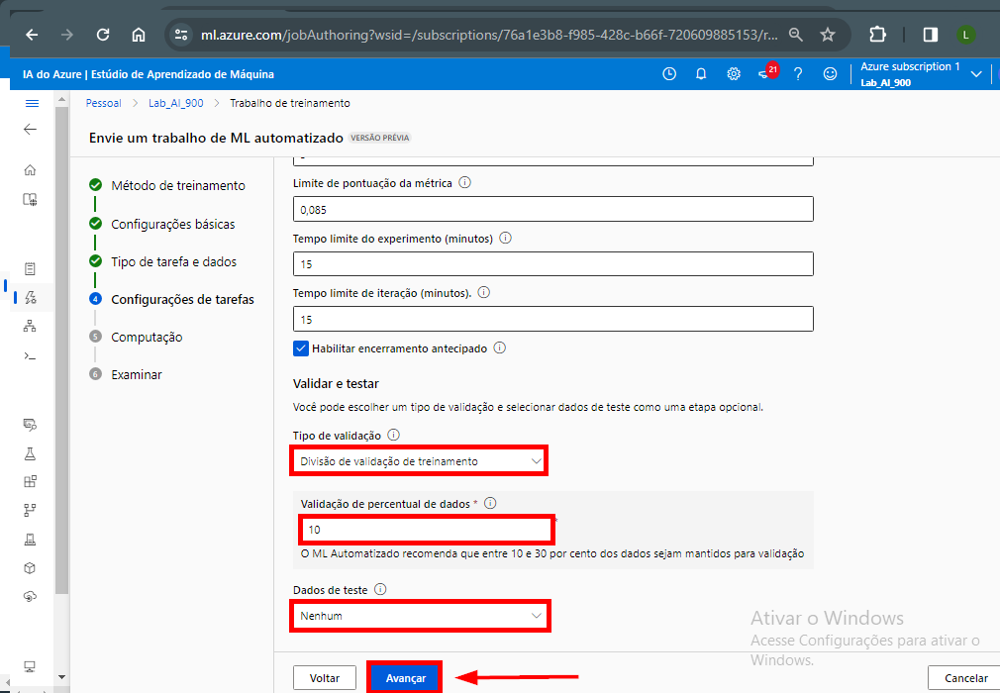 ml.azure.com/jobAuthoring?wsid=/subscriptions/76a1e3b8-f985-428c-b66f-720609885153/r...
L
IA do Azure | Estúdio de Aprendizado de Máquina
21
?
Azure subscription 1
Lab_AI_900
Pessoal > Lab_AI_900 > Trabalho de treinamento
Envie um trabalho de ML automatizado VERSÃO PRÉVIA
Método de treinamento
Configurações básicas
Tipo de tarefa e dados
4 Configurações de tarefas
5 Computação
6 Examinar
Limite de pontuação da métrica
0,085
Tempo limite do experimento (minutos)
15
Tempo limite de iteração (minutos).
15
Habilitar encerramento antecipado
Validar e testar
Você pode escolher um tipo de validação e selecionar dados de teste como uma etapa opcional.
Tipo de validação
Divisão de validação de treinamento
Validação de percentual de dados *
10
O ML Automatizado recomenda que entre 10 e 30 por cento dos dados sejam mantidos para validação
Dados de teste
Nenhum
Voltar
Avançar
Cancelar
Ativar o Windows
Acesse Configurações para ativar o
Windows.